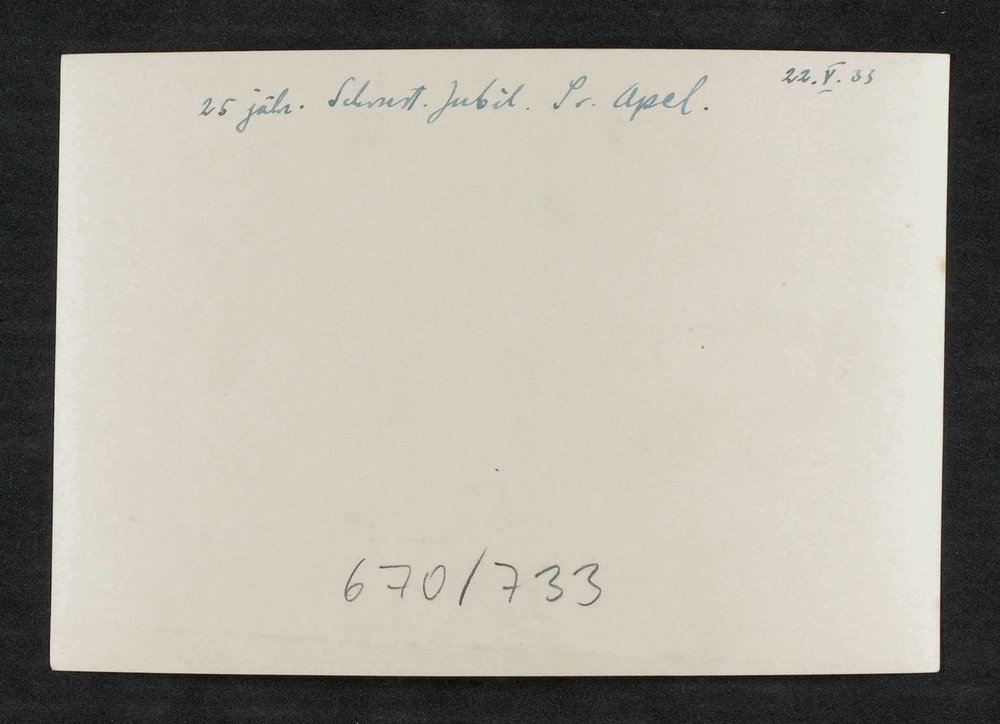 22.V.33
25 jähr. Schwest. Jubil. Sr. Apel.
670/733